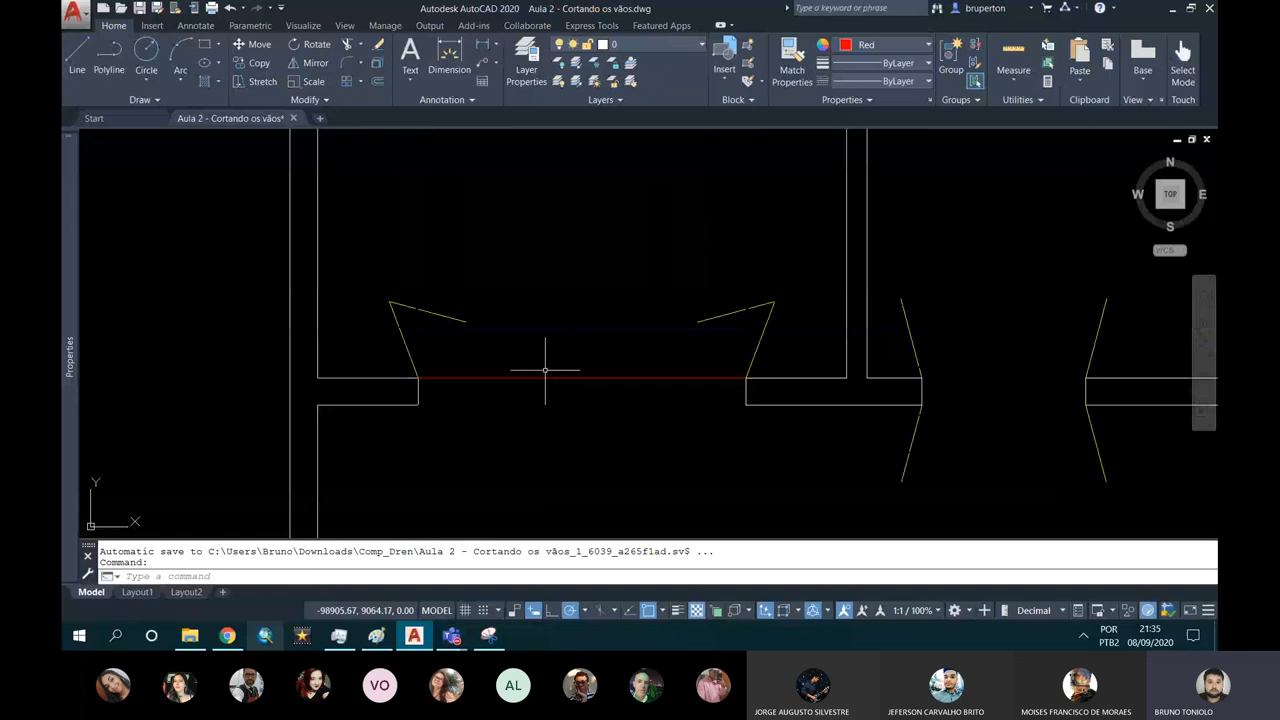 Autodesk AutoCAD 2020 Aula 2 - Cortando os vãos.dwg
Type a keyword or phrase
bruperton
Home Insert Annotate Parametric Visualize View Manage Output Add-ins Collaborate Express Tools Featured Apps
Line Polyline Circle Arc
Move Rotate
Copy Mirror
Stretch Scale
Text Dimension
Layer Properties
0
Insert
Match Properties
Red
ByLayer
ByLayer
Group
Measure
Paste
Base
Select Mode
Draw Modify Annotation Layers Block Properties Groups Utilities Clipboard View Touch
Start Aula 2 - Cortando os vãos*
N
W TOP E
S
WCS
Properties
Y
X
Automatic save to C:\Users\Bruno\Downloads\Comp_Dren\Aula 2 - Cortando os vãos_1_6039_a265f1ad.sv$ ...
Command:
Type a command
Model Layout1 Layout2 +
-98905.67, 9064.17, 0.00 MODEL 1:1 / 100% Decimal
POR 21:35
PTB2 08/09/2020
VO AL
JORGE AUGUSTO SILVESTRE JEFERSON CARVALHO BRITO MOISES FRANCISCO DE MORAES BRUNO TONIOLO